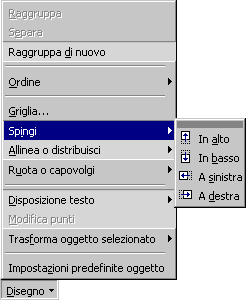 Raggruppa
Separa
Raggruppa di nuovo
Ordine
Griglia...
Spingi
Allinea o distribuisci
Ruota o capovolgi
Disposizione testo
Modifica punti
Trasforma oggetto selezionato
Impostazioni predefinite oggetto
Disegno
In alto
In basso
A sinistra
A destra